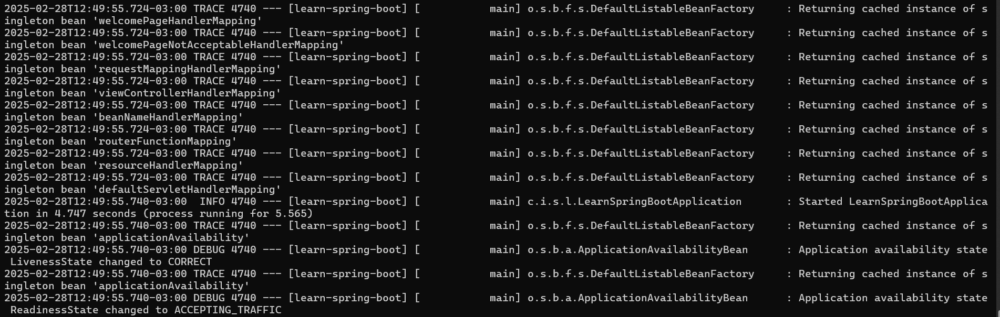 2025-02-28T12:49:55.724-03:00 TRACE 4740 --- [learn-spring-boot] [           main] o.s.b.f.s.DefaultListableBeanFactory     : Returning cached instance of s
ingleton bean 'welcomePageHandlerMapping'
2025-02-28T12:49:55.724-03:00 TRACE 4740 --- [learn-spring-boot] [           main] o.s.b.f.s.DefaultListableBeanFactory     : Returning cached instance of s
ingleton bean 'welcomePageNotAcceptableHandlerMapping'
2025-02-28T12:49:55.724-03:00 TRACE 4740 --- [learn-spring-boot] [           main] o.s.b.f.s.DefaultListableBeanFactory     : Returning cached instance of s
ingleton bean 'requestMappingHandlerMapping'
2025-02-28T12:49:55.724-03:00 TRACE 4740 --- [learn-spring-boot] [           main] o.s.b.f.s.DefaultListableBeanFactory     : Returning cached instance of s
ingleton bean 'viewControllerHandlerMapping'
2025-02-28T12:49:55.724-03:00 TRACE 4740 --- [learn-spring-boot] [           main] o.s.b.f.s.DefaultListableBeanFactory     : Returning cached instance of s
ingleton bean 'beanNameHandlerMapping'
2025-02-28T12:49:55.724-03:00 TRACE 4740 --- [learn-spring-boot] [           main] o.s.b.f.s.DefaultListableBeanFactory     : Returning cached instance of s
ingleton bean 'routerFunctionMapping'
2025-02-28T12:49:55.724-03:00 TRACE 4740 --- [learn-spring-boot] [           main] o.s.b.f.s.DefaultListableBeanFactory     : Returning cached instance of s
ingleton bean 'resourceHandlerMapping'
2025-02-28T12:49:55.724-03:00 TRACE 4740 --- [learn-spring-boot] [           main] o.s.b.f.s.DefaultListableBeanFactory     : Returning cached instance of s
ingleton bean 'defaultServletHandlerMapping'
2025-02-28T12:49:55.740-03:00  INFO 4740 --- [learn-spring-boot] [           main] c.i.s.l.LearnSpringBootApplication       : Started LearnSpringBootApplica
tion in 4.747 seconds (process running for 5.565)
2025-02-28T12:49:55.740-03:00 TRACE 4740 --- [learn-spring-boot] [           main] o.s.b.f.s.DefaultListableBeanFactory     : Returning cached instance of s
ingleton bean 'applicationAvailability'
2025-02-28T12:49:55.740-03:00 DEBUG 4740 --- [learn-spring-boot] [           main] o.s.b.a.ApplicationAvailabilityBean      : Application availability state
 LivenessState changed to CORRECT
2025-02-28T12:49:55.740-03:00 TRACE 4740 --- [learn-spring-boot] [           main] o.s.b.f.s.DefaultListableBeanFactory     : Returning cached instance of s
ingleton bean 'applicationAvailability'
2025-02-28T12:49:55.740-03:00 DEBUG 4740 --- [learn-spring-boot] [           main] o.s.b.a.ApplicationAvailabilityBean      : Application availability state
 ReadinessState changed to ACCEPTING_TRAFFIC